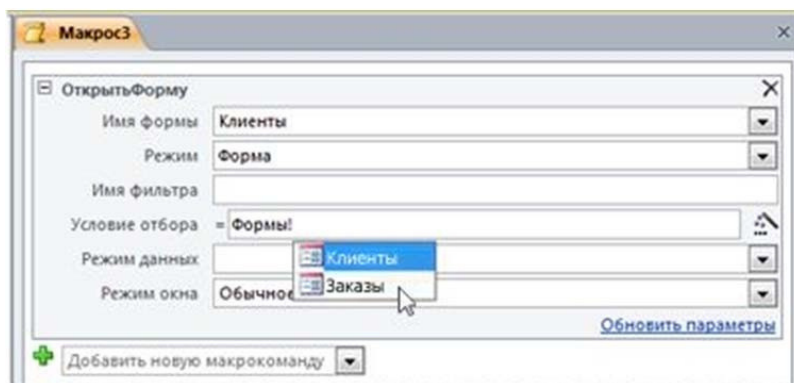 Макрос3
ОткрытьФорму
Имя формы Клиенты
Режим Форма
Имя фильтра
Условие отбора = Формы!
Клиенты
Режим данных
Заказы
Режим окна Обычное
Обновить параметры
Добавить новую макрокоманду